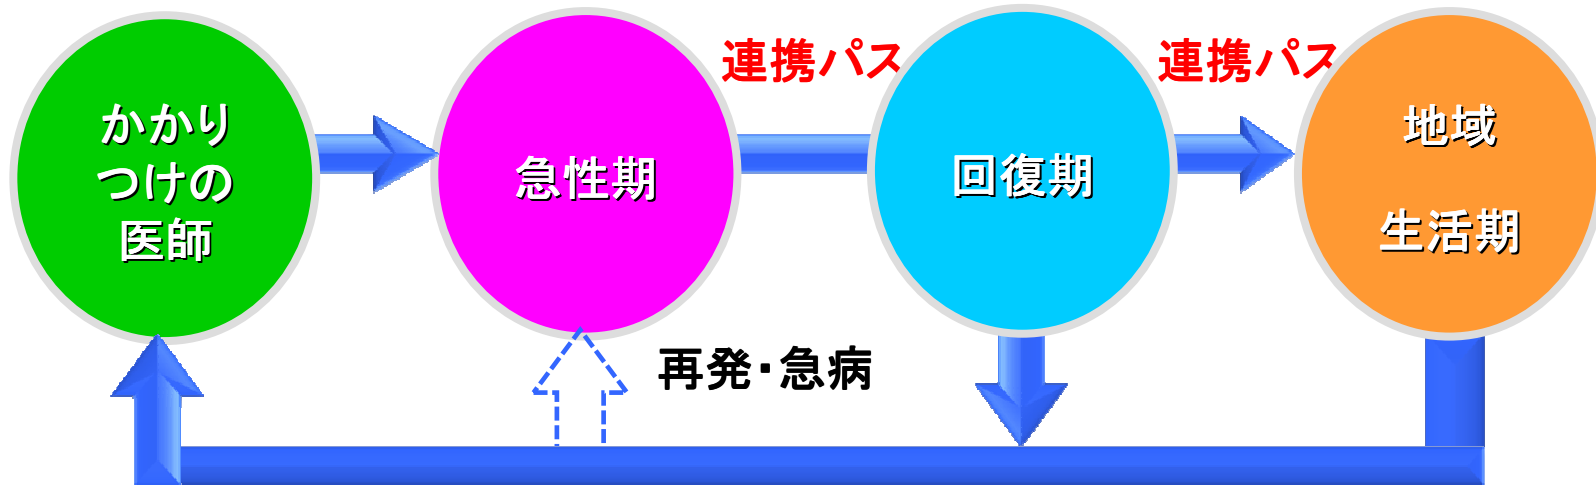 かかり
つけの
医師
急性期
連携パス
回復期
連携パス
地域
生活期
再発・急病